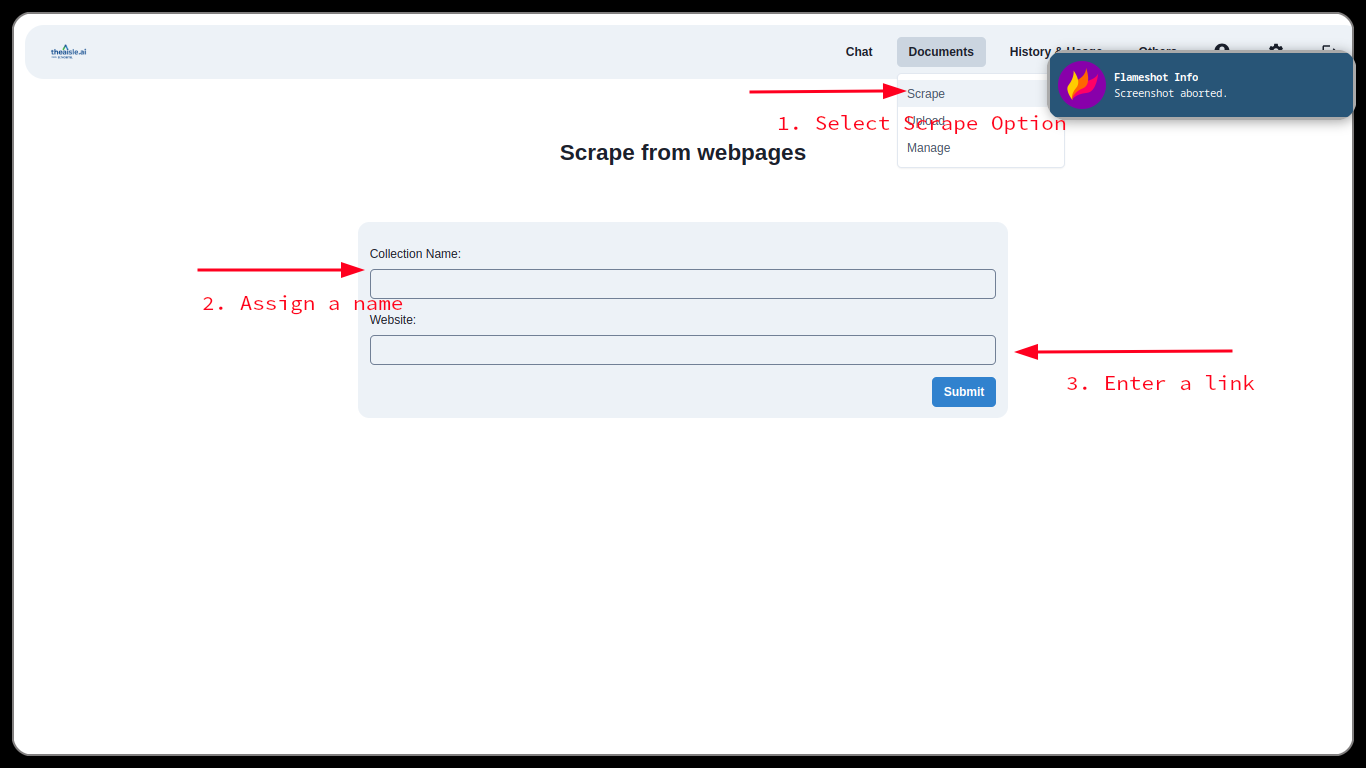 theaisle.ai
Chat
Documents
History & Usage
Others
Flameshot Info
Screenshot aborted.
Scrape
1. Select Scrape Option
Upload
Manage
Scrape from webpages
Collection Name:
2. Assign a name
Website:
3. Enter a link
Submit